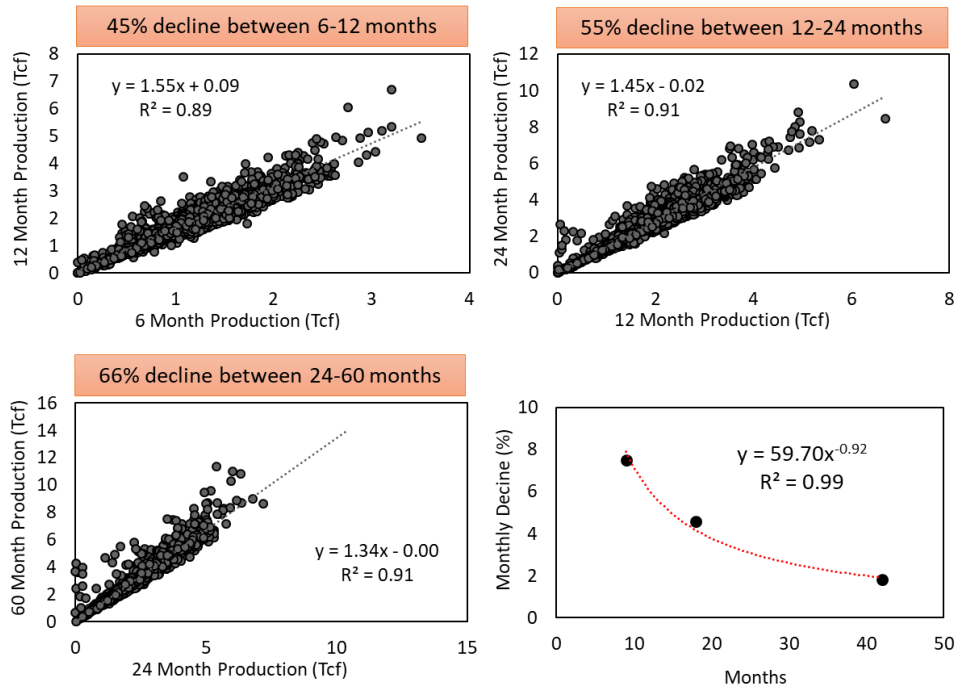 45% decline between 6-12 months
12 Month Production (Tcf)
8
7
6
5
4
3
2
1
0
y = 1.55x + 0.09
R² = 0.89
0 1 2 3 4
6 Month Production (Tcf)
55% decline between 12-24 months
24 Month Production (Tcf)
12
10
8
6
4
2
0
y = 1.45x - 0.02
R² = 0.91
0 2 4 6 8
12 Month Production (Tcf)
66% decline between 24-60 months
60 Month Production (Tcf)
16
14
12
10
8
6
4
2
0
y = 1.34x - 0.00
R² = 0.91
0 5 10 15
24 Month Production (Tcf)
Monthly Decine (%)
10
8
6
4
2
0
y = 59.70x^-0.92
R² = 0.99
0 10 20 30 40 50
Months